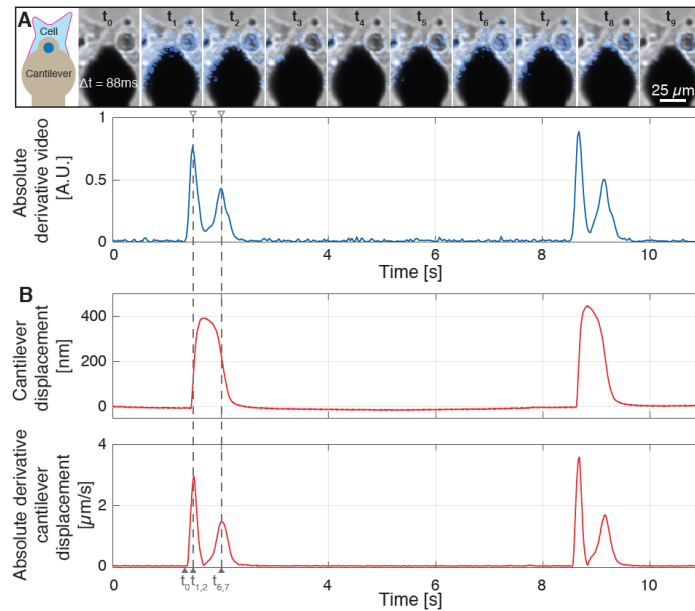 A
Cell
Cantilever
t0 t1 t2 t3 t4 t5 t6 t7 t8 t9
Δt = 88ms
25 µm
Absolute
derivative video
[A.U.]
1
0.5
0
0 2 4 6 8 10
Time [s]
B
Cantilever
displacement
[nm]
400
200
0
Absolute derivative
cantilever
displacement
[µm/s]
4
2
0
t0 t1,2 t6,7
0 2 4 6 8 10
Time [s]